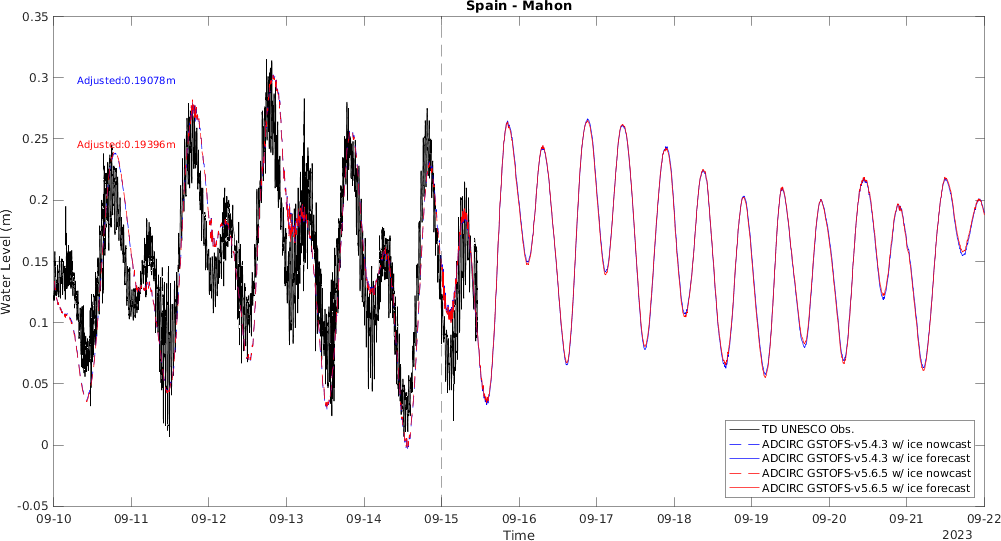 Spain - Mahon
0.35
0.3
0.25
0.2
0.15
0.1
0.05
0
-0.05
Water Level (m)
Adjusted:0.19078m
Adjusted:0.19396m
TD UNESCO Obs.
ADCIRC GSTOFS-v5.4.3 w/ ice nowcast
ADCIRC GSTOFS-v5.4.3 w/ ice forecast
ADCIRC GSTOFS-v5.6.5 w/ ice nowcast
ADCIRC GSTOFS-v5.6.5 w/ ice forecast
09-10 09-11 09-12 09-13 09-14 09-15 09-16 09-17 09-18 09-19 09-20 09-21 09-22
Time
2023